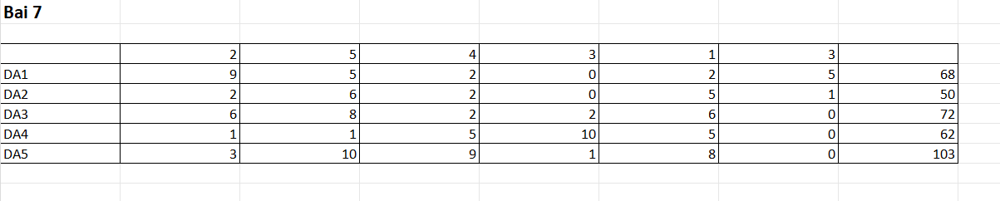 Bai 7
2 5 4 3 1 3
DA1 9 5 2 0 2 5 68
DA2 2 6 2 0 5 1 50
DA3 6 8 2 2 6 0 72
DA4 1 1 5 10 5 0 62
DA5 3 10 9 1 8 0 103